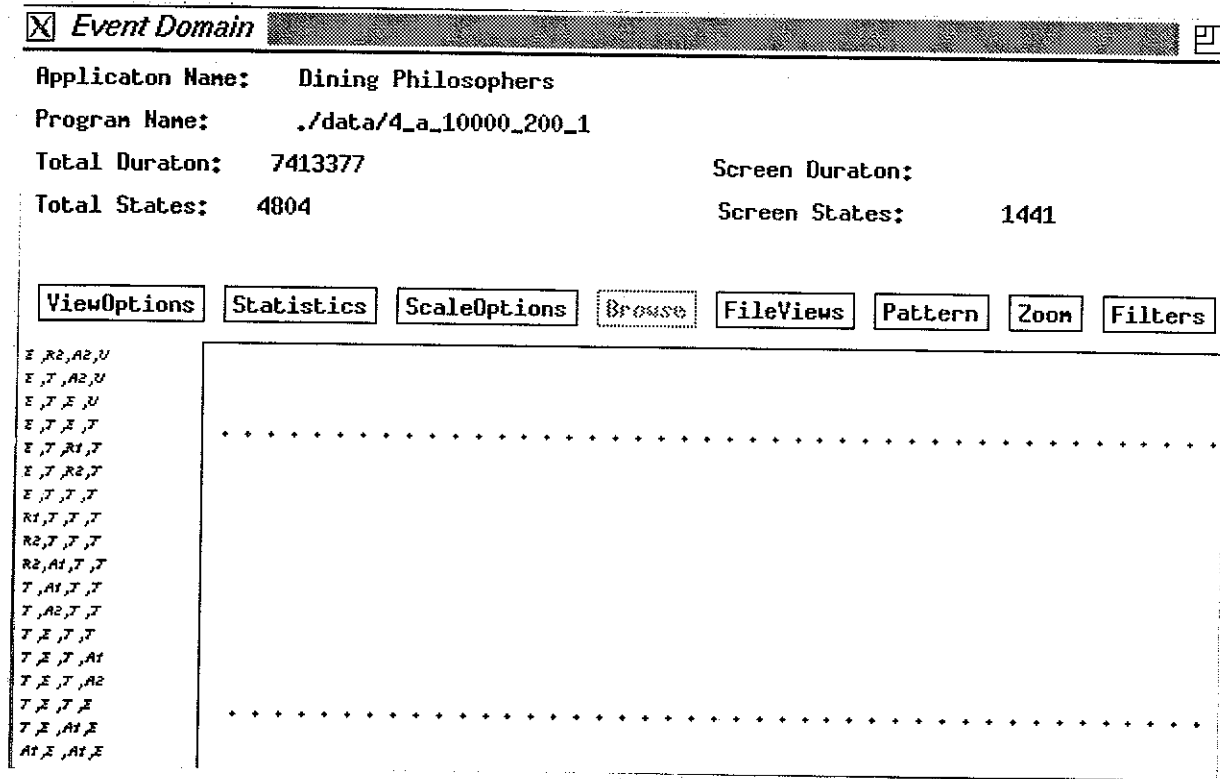 Event Domain
Applicaton Name: Dining Philosophers
Program Name: ./data/4_a_10000_200_1
Total Duraton: 7413377 Screen Duraton:
Total States: 4804 Screen States: 1441
ViewOptions Statistics ScaleOptions Browse FileViews Pattern Zoom Filters
E ,R2,A2,U
E ,T ,A2,U
E ,T ,E ,U
E ,T ,E ,T
E ,T ,R1,T
E ,T ,R2,T
E ,T ,T ,T
R1,T ,T ,T
R2,T ,T ,T
R2,A1,T ,T
T ,A1,T ,T
T ,A2,T ,T
T ,E ,T ,T
T ,E ,T ,A1
T ,E ,T ,A2
T ,E ,T ,E
T ,E ,A1,E
A1,E ,A1,E